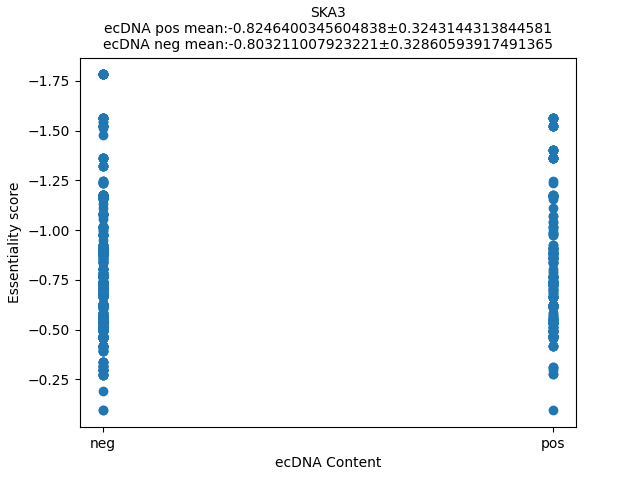 SKA3
ecDNA pos mean:-0.8246400345604838±0.3243144313844581
ecDNA neg mean:-0.803211007923221±0.32860593917491365
−1.75
−1.50
−1.25
−1.00
−0.75
−0.50
−0.25
Essentiality score
neg
pos
ecDNA Content